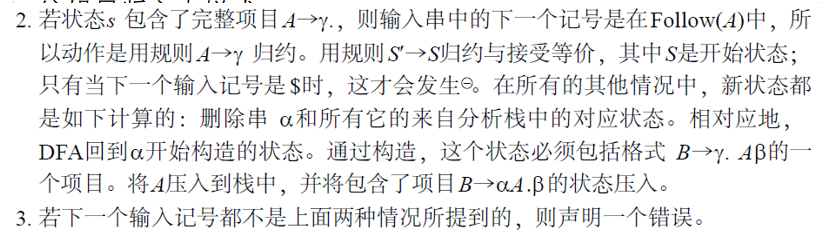 2. 若状态s 包含了完整项目A→γ.，则输入串中的下一个记号是在Follow(A)中，所
以动作是用规则A→γ 归约。用规则S′→S归约与接受等价，其中S是开始状态；
只有当下一个输入记号是$时，这才会发生㊀。在所有的其他情况中，新状态都
是如下计算的：删除串 α和所有它的来自分析栈中的对应状态。相对应地，
DFA回到α开始构造的状态。通过构造，这个状态必须包括格式 B→γ. Aβ的一
个项目。将A压入到栈中，并将包含了项目B→αA.β的状态压入。
3. 若下一个输入记号都不是上面两种情况所提到的，则声明一个错误。